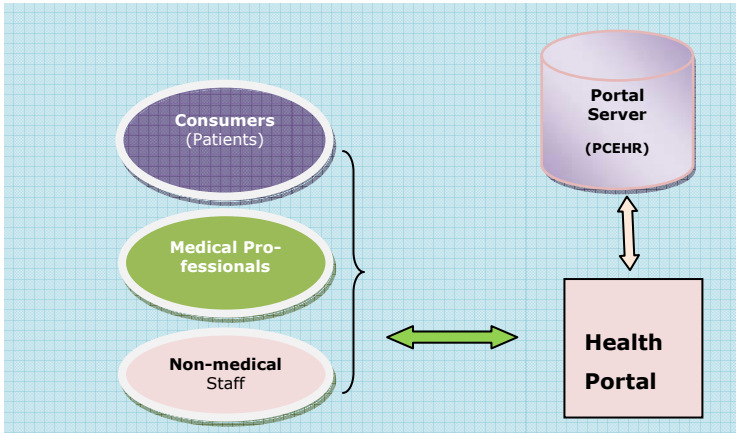 Consumers
(Patients)
Medical Pro-
fessionals
Non-medical
Staff
Portal
Server
(PCEHR)
Health
Portal